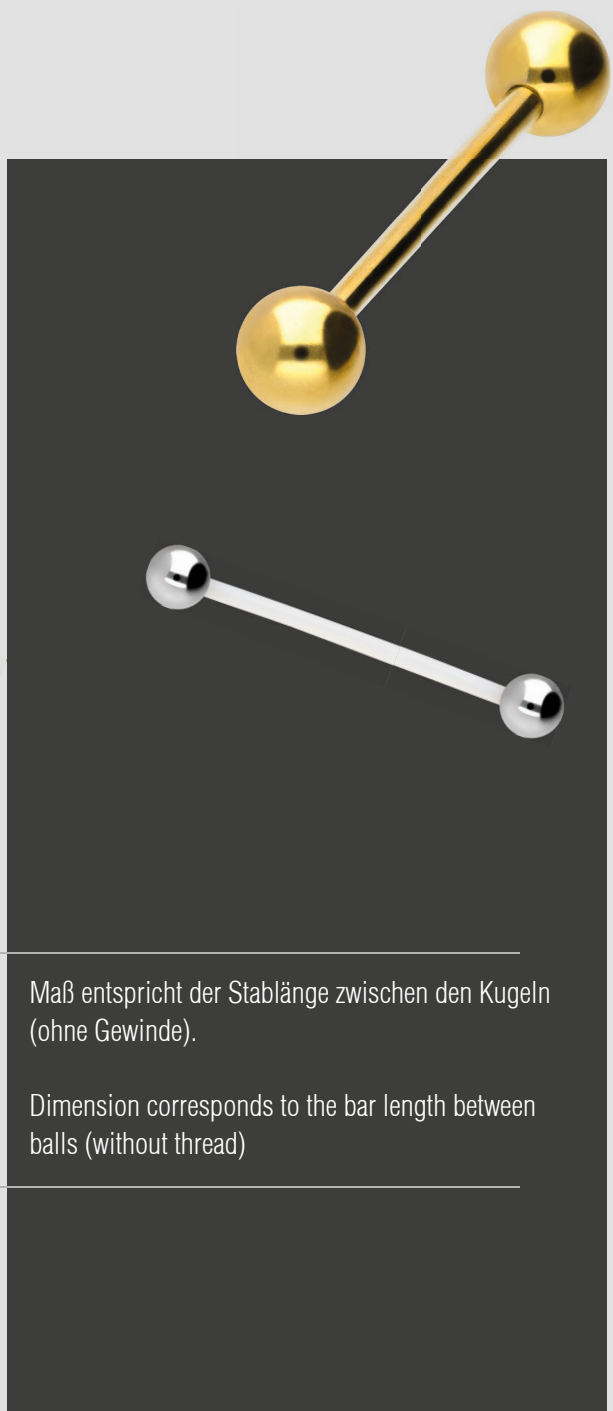 Maß entspricht der Stablänge zwischen den Kugeln
(ohne Gewinde).
Dimension corresponds to the bar length between
balls (without thread)